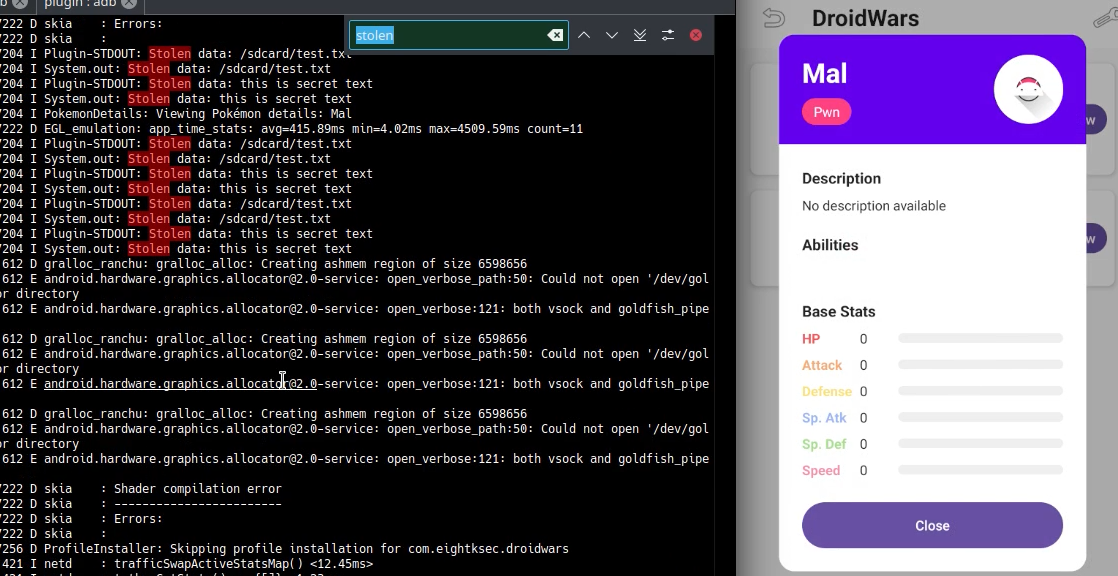 plugin : adb
7222 D skia    : Errors:
7222 D skia    :
stolen
7204 I Plugin-STDOUT: Stolen data: /sdcard/test.txt
7204 I System.out: Stolen data: /sdcard/test.txt
7204 I Plugin-STDOUT: Stolen data: this is secret text
7204 I System.out: Stolen data: this is secret text
7204 I PokemonDetails: Viewing Pokémon details: Mal
7222 D EGL_emulation: app_time_stats: avg=415.89ms min=4.02ms max=4509.59ms count=11
7204 I Plugin-STDOUT: Stolen data: /sdcard/test.txt
7204 I System.out: Stolen data: /sdcard/test.txt
7204 I Plugin-STDOUT: Stolen data: this is secret text
7204 I System.out: Stolen data: this is secret text
7204 I Plugin-STDOUT: Stolen data: /sdcard/test.txt
7204 I System.out: Stolen data: /sdcard/test.txt
7204 I Plugin-STDOUT: Stolen data: this is secret text
7204 I System.out: Stolen data: this is secret text
612 D gralloc_ranchu: gralloc_alloc: Creating ashmem region of size 6598656
612 E android.hardware.graphics.allocator@2.0-service: open_verbose_path:50: Could not open '/dev/gol
or directory
612 E android.hardware.graphics.allocator@2.0-service: open_verbose:121: both vsock and goldfish_pipe
612 D gralloc_ranchu: gralloc_alloc: Creating ashmem region of size 6598656
612 E android.hardware.graphics.allocator@2.0-service: open_verbose_path:50: Could not open '/dev/gol
or directory
612 E android.hardware.graphics.allocator@2.0-service: open_verbose:121: both vsock and goldfish_pipe
612 D gralloc_ranchu: gralloc_alloc: Creating ashmem region of size 6598656
612 E android.hardware.graphics.allocator@2.0-service: open_verbose_path:50: Could not open '/dev/gol
or directory
612 E android.hardware.graphics.allocator@2.0-service: open_verbose:121: both vsock and goldfish_pipe
7222 D skia    : Shader compilation error
7222 D skia    : ------------------------
7222 D skia    : Errors:
7222 D skia    :
7256 D ProfileInstaller: Skipping profile installation for com.eightksec.droidwars
421 I netd    : trafficSwapActiveStatsMap() <12.45ms>
DroidWars
Mal
Pwn
w
Description
No description available
w
Abilities
Base Stats
HP 0
Attack 0
Defense 0
Sp. Atk 0
Sp. Def 0
Speed 0
Close